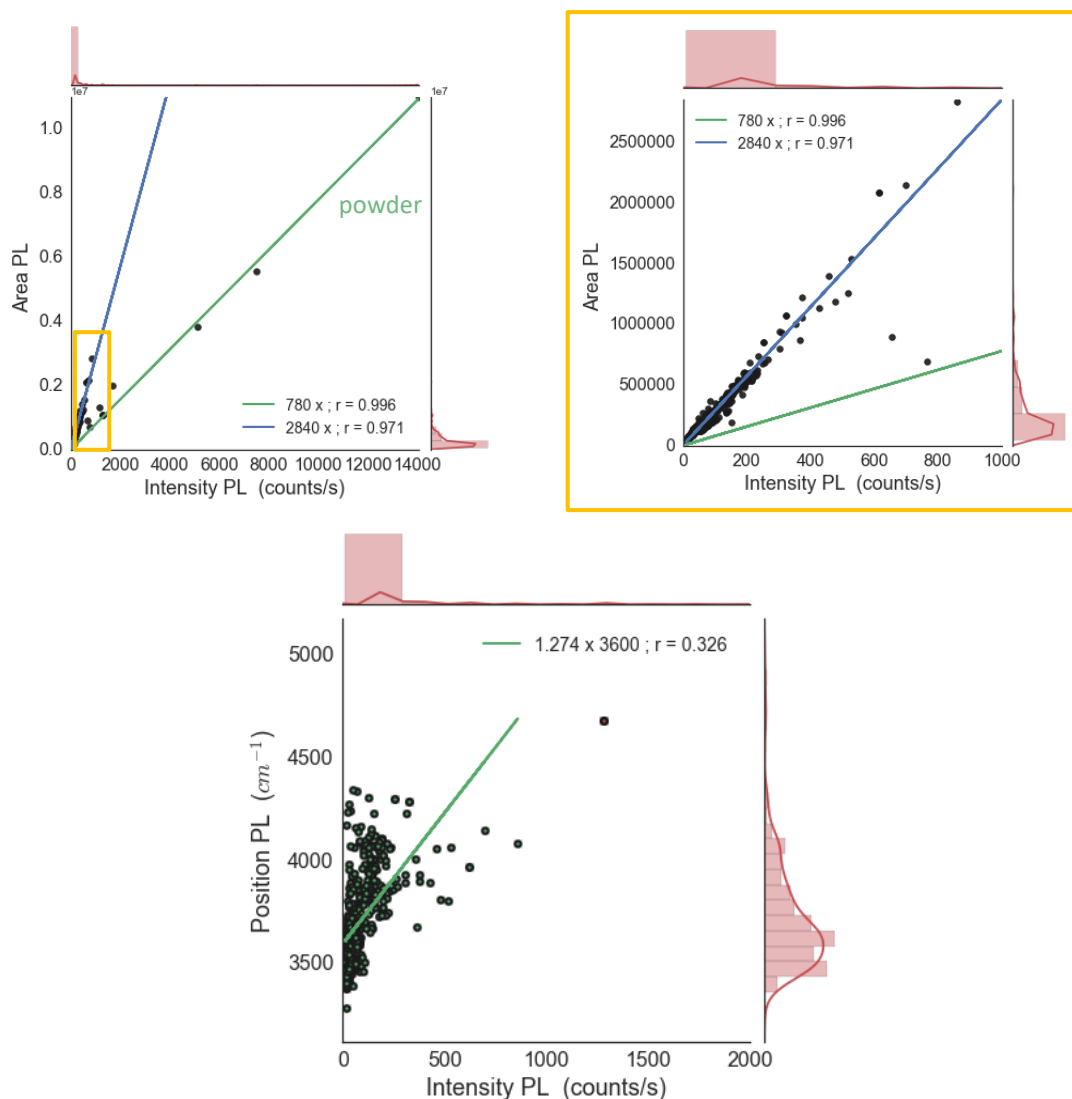 1e7
1e7
1.0
0.8
0.6
0.4
0.2
0.0
Area PL
powder
780 x ; r = 0.996
2840 x ; r = 0.971
0 2000 4000 6000 8000 10000 12000 14000
Intensity PL (counts/s)
780 x ; r = 0.996
2840 x ; r = 0.971
2500000
2000000
1500000
1000000
500000
0
Area PL
0 200 400 600 800 1000
Intensity PL (counts/s)
1.274 x 3600 ; r = 0.326
5000
4500
4000
3500
Position PL (cm⁻¹)
0 500 1000 1500 2000
Intensity PL (counts/s)